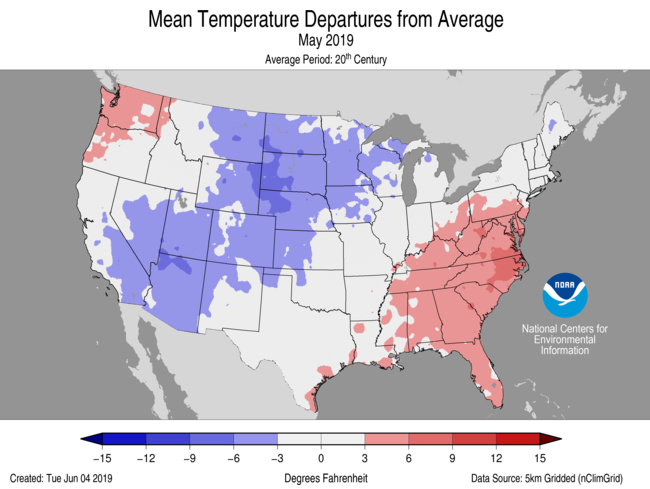 Mean Temperature Departures from Average
May 2019
Average Period: 20th Century
NOAA
National Centers for
Environmental
Information
−15 −12 −9 −6 −3 0 3 6 9 12 15
Created: Tue Jun 04 2019 Degrees Fahrenheit Data Source: 5km Gridded (nClimGrid)